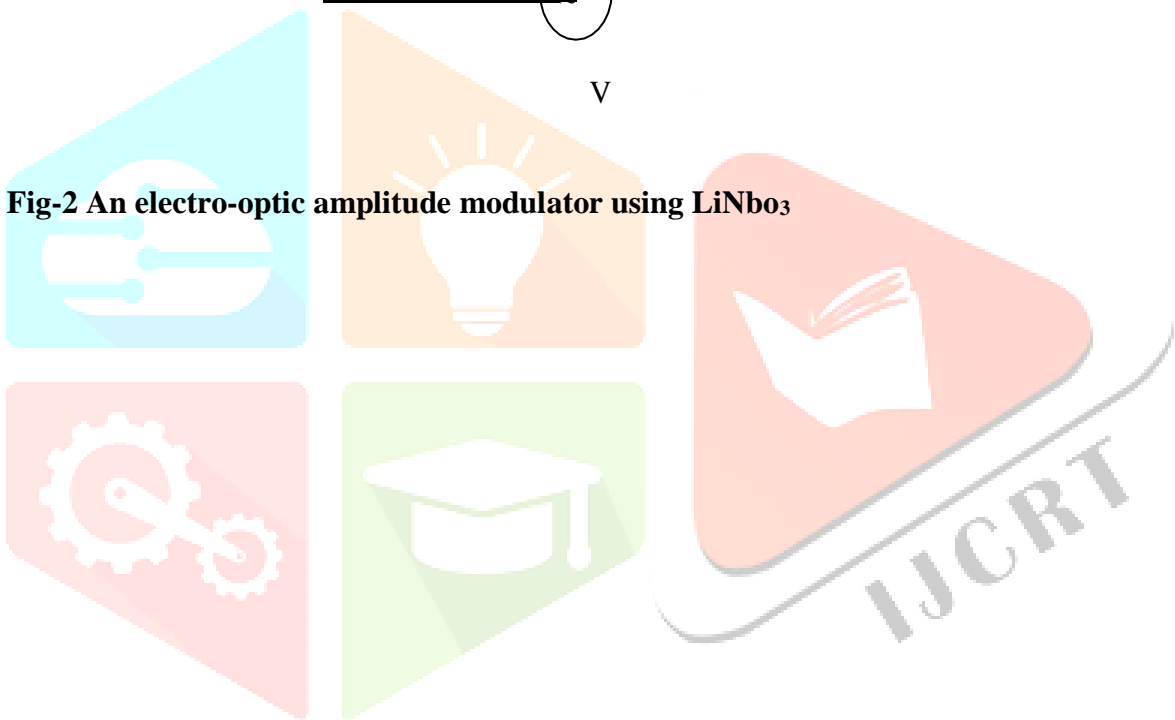 V
Fig-2 An electro-optic amplitude modulator using LiNbo₃
IJCRT